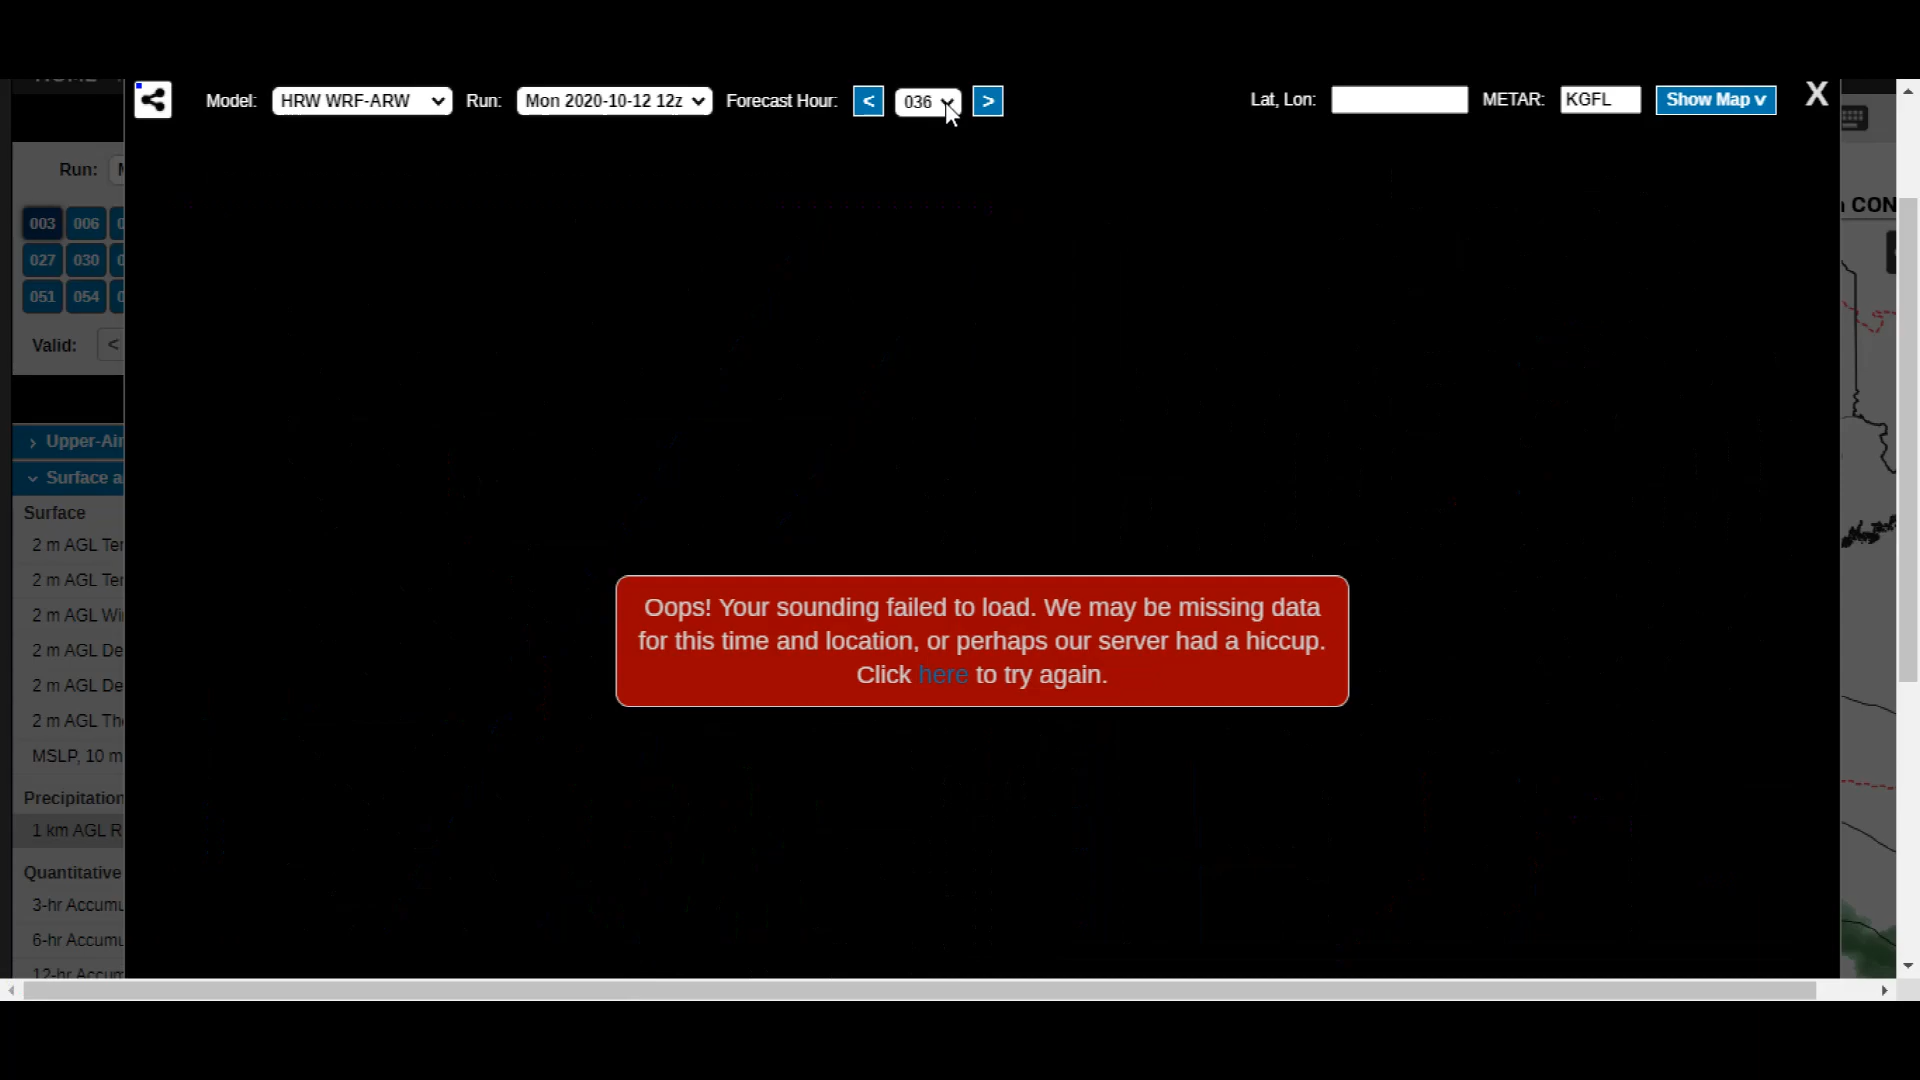 Model: HRW WRF-ARW Run: Mon 2020-10-12 12z Forecast Hour: < 036 > Lat, Lon: METAR: KGFL Show Map v X
Run:
CON
003 006
027 030
051 054
Valid: <
Upper-Air
Surface a
Surface
2 m AGL Te
2 m AGL Te
2 m AGL Wi
2 m AGL De
2 m AGL De
2 m AGL Th
MSLP, 10 m
Precipitation
1 km AGL R
Quantitative
3-hr Accumu
6-hr Accumu
12-hr Accum
Oops! Your sounding failed to load. We may be missing data
for this time and location, or perhaps our server had a hiccup.
Click here to try again.